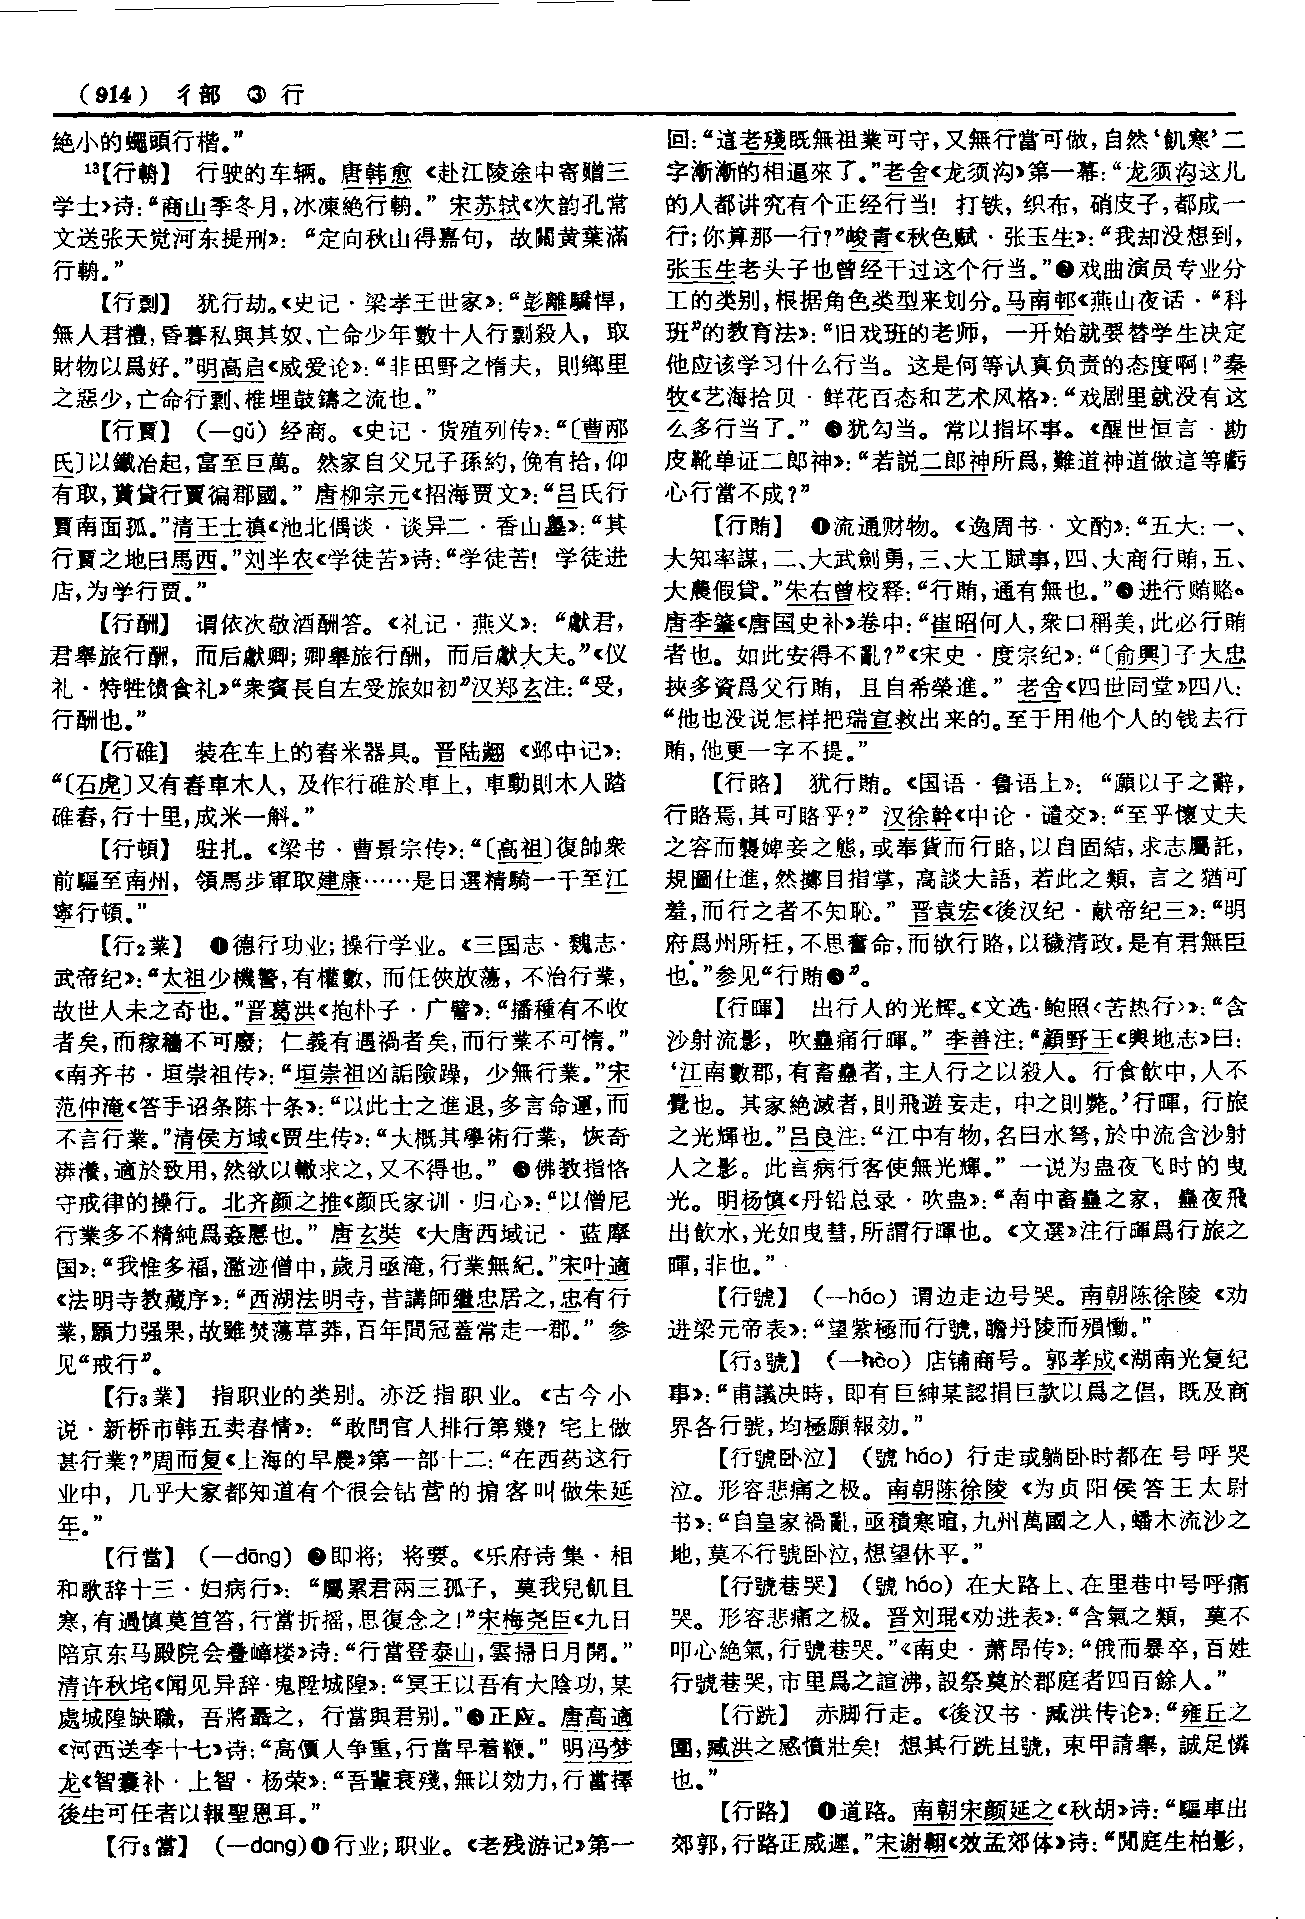 （914） 彳部 ③ 行
絶小的蠅頭行楷。”
¹³【行輈】 行驶的车辆。唐韩愈《赴江陵途中寄赠三
学士》诗：“商山季冬月，冰凍絶行輈。” 宋苏轼《次韵孔常
文送张天觉河东提刑》：“定向秋山得嘉句，故關黄葉滿
行輈。”
【行剽】 犹行劫。《史记·梁孝王世家》：“彭離驕悍，
無人君禮，昏暮私與其奴、亡命少年數十人行剽殺人，取
財物以爲好。”明高启《威爱论》：“非田野之惰夫，則鄉里
之惡少，亡命行剽、椎埋鼓鑄之流也。”
【行賈】（—gǔ）经商。《史记·货殖列传》：“〔曹邴
氏〕以鐵冶起，富至巨萬。然家自父兄子孫約，俛有拾，仰
有取，貰貸行賈徧郡國。” 唐柳宗元《招海贾文》：“吕氏行
賈南面孤。”清王士禛《池北偶谈·谈异二·香山墨》：“其
行賈之地曰馬西。”刘半农《学徒苦》诗：“学徒苦！学徒进
店，为学行贾。”
【行酬】 谓依次敬酒酬答。《礼记·燕义》：“獻君，
君舉旅行酬，而后獻卿；卿舉旅行酬，而后獻大夫。”《仪
礼·特牲馈食礼》“衆賓長自左受旅如初”汉郑玄注：“受，
行酬也。”
【行碓】 装在车上的舂米器具。晋陆翽《邺中记》：
“〔石虎〕又有舂車木人，及作行碓於車上，車動則木人踏
碓舂，行十里，成米一斛。”
【行頓】 驻扎。《梁书·曹景宗传》：“〔高祖〕復帥衆
前驅至南州，領馬步軍取建康……是日選精騎一千至江
寧行頓。”
【行₂業】 ❶德行功业；操行学业。《三国志·魏志·
武帝纪》：“太祖少機警，有權數，而任俠放蕩，不治行業，
故世人未之奇也。”晋葛洪《抱朴子·广譬》：“播種有不收
者矣，而稼穡不可廢；仁義有遇禍者矣，而行業不可惰。”
《南齐书·垣崇祖传》：“垣崇祖凶詬險躁，少無行業。”宋
范仲淹《答手诏条陈十条》：“以此士之進退，多言命運，而
不言行業。”清侯方域《贾生传》：“大概其學術行業，恢奇
漭瀁，適於致用，然欲以轍求之，又不得也。” ❷佛教指恪
守戒律的操行。北齐颜之推《颜氏家训·归心》：“以僧尼
行業多不精純爲姦慝也。” 唐玄奘《大唐西域记·蓝摩
国》：“我惟多福，濫迹僧中，歲月亟淹，行業無紀。”宋叶適
《法明寺教藏序》：“西湖法明寺，昔講師繼忠居之，忠有行
業，願力强果，故雖焚蕩草莽，百年間冠蓋常走一郡。” 参
见“戒行”。
【行₃業】 指职业的类别。亦泛指职业。《古今小
说·新桥市韩五卖春情》：“敢問官人排行第幾？宅上做
甚行業？”周而复《上海的早晨》第一部十二：“在西药这行
业中，几乎大家都知道有个很会钻营的掮客叫做朱延
年。”
【行當】（—dāng）❶即将；将要。《乐府诗集·相
和歌辞十三·妇病行》：“屬累君兩三孤子，莫我兒飢且
寒，有過慎莫笪笞，行當折摇，思復念之！”宋梅尧臣《九日
陪京东马殿院会叠嶂楼》诗：“行當登泰山，雲掃日月開。”
清许秋垞《闻见异辞·鬼陞城隍》：“冥王以吾有大陰功，某
處城隍缺職，吾將聶之，行當與君别。”❷正应。唐高適
《河西送李十七》诗：“高價人争重，行當早着鞭。” 明冯梦
龙《智囊补·上智·杨荣》：“吾輩衰殘，無以効力，行當擇
後生可任者以報聖恩耳。”
【行₃當】（—dang）❶行业；职业。《老残游记》第一
回：“這老殘既無祖業可守，又無行當可做，自然‘飢寒’二
字漸漸的相逼來了。”老舍《龙须沟》第一幕：“龙须沟这儿
的人都讲究有个正经行当！打铁，织布，硝皮子，都成一
行；你算那一行？”峻青《秋色赋·张玉生》：“我却没想到，
张玉生老头子也曾经干过这个行当。”❷戏曲演员专业分
工的类别，根据角色类型来划分。马南邨《燕山夜话·“科
班”的教育法》：“旧戏班的老师，一开始就要替学生决定
他应该学习什么行当。这是何等认真负责的态度啊！”秦
牧《艺海拾贝·鲜花百态和艺术风格》：“戏剧里就没有这
么多行当了。” ❸犹勾当。常以指坏事。《醒世恒言·勘
皮靴单证二郎神》：“若説二郎神所爲，難道神道做這等虧
心行當不成？”
【行賄】 ❶流通财物。《逸周书·文酌》：“五大：一、
大知率謀，二、大武劍勇，三、大工賦事，四、大商行賄，五、
大農假貸。”朱右曾校释：“行賄，通有無也。”❷进行贿赂。
唐李肇《唐国史补》卷中：“崔昭何人，衆口稱美，此必行賄
者也。如此安得不亂？”《宋史·度宗纪》：“〔俞興〕子大忠
挾多資爲父行賄，且自希榮進。” 老舍《四世同堂》四八：
“他也没说怎样把瑞宣救出来的。至于用他个人的钱去行
贿，他更一字不提。”
【行賂】 犹行賄。《国语·鲁语上》：“願以子之辭，
行賂焉，其可賂乎？” 汉徐幹《中论·谴交》：“至乎懷丈夫
之容而襲婢妾之態，或奉貨而行賂，以自固結，求志屬託，
規圖仕進，然擲目指掌，高談大語，若此之類，言之猶可
羞，而行之者不知恥。” 晋袁宏《後汉纪·献帝纪三》：“明
府爲州所枉，不思奮命，而欲行賂，以穢清政，是有君無臣
也。”参见“行賄❷”。
【行暉】 出行人的光辉。《文选·鲍照〈苦热行〉》：“含
沙射流影，吹蠱痛行暉。” 李善注：“顧野王《輿地志》曰：
‘江南數郡，有畜蠱者，主人行之以殺人。行食飲中，人不
覺也。其家絶滅者，則飛遊妄走，中之則斃。’行暉，行旅
之光輝也。”吕良注：“江中有物，名曰水弩，於中流含沙射
人之影。此言病行客使無光輝。” 一说为蛊夜飞时的曳
光。明杨慎《丹铅总录·吹蛊》：“南中畜蠱之家，蠱夜飛
出飲水，光如曳彗，所謂行暉也。《文選》注行暉爲行旅之
暉，非也。”
【行號】（—háo）谓边走边号哭。南朝陈徐陵《劝
进梁元帝表》：“望紫極而行號，瞻丹陵而殞慟。”
【行₃號】（—hào）店铺商号。郭孝成《湖南光复纪
事》：“甫議决時，即有巨紳某認捐巨款以爲之倡，既及商
界各行號，均極願報効。”
【行號卧泣】（號 háo）行走或躺卧时都在号呼哭
泣。形容悲痛之极。南朝陈徐陵《为贞阳侯答王太尉
书》：“自皇家禍亂，亟積寒暄，九州萬國之人，蟠木流沙之
地，莫不行號卧泣，想望休平。”
【行號巷哭】（號 háo）在大路上、在里巷中号呼痛
哭。形容悲痛之极。晋刘琨《劝进表》：“含氣之類，莫不
叩心絶氣，行號巷哭。”《南史·萧昂传》：“俄而暴卒，百姓
行號巷哭，市里爲之諠沸，設祭奠於郡庭者四百餘人。”
【行跣】 赤脚行走。《後汉书·臧洪传论》：“雍丘之
圍，臧洪之感憤壯矣！想其行跣且號，束甲請舉，誠足憐
也。”
【行路】 ❶道路。南朝宋颜延之《秋胡》诗：“驅車出
郊郭，行路正威遲。”宋谢翱《效孟郊体》诗：“閒庭生柏影，